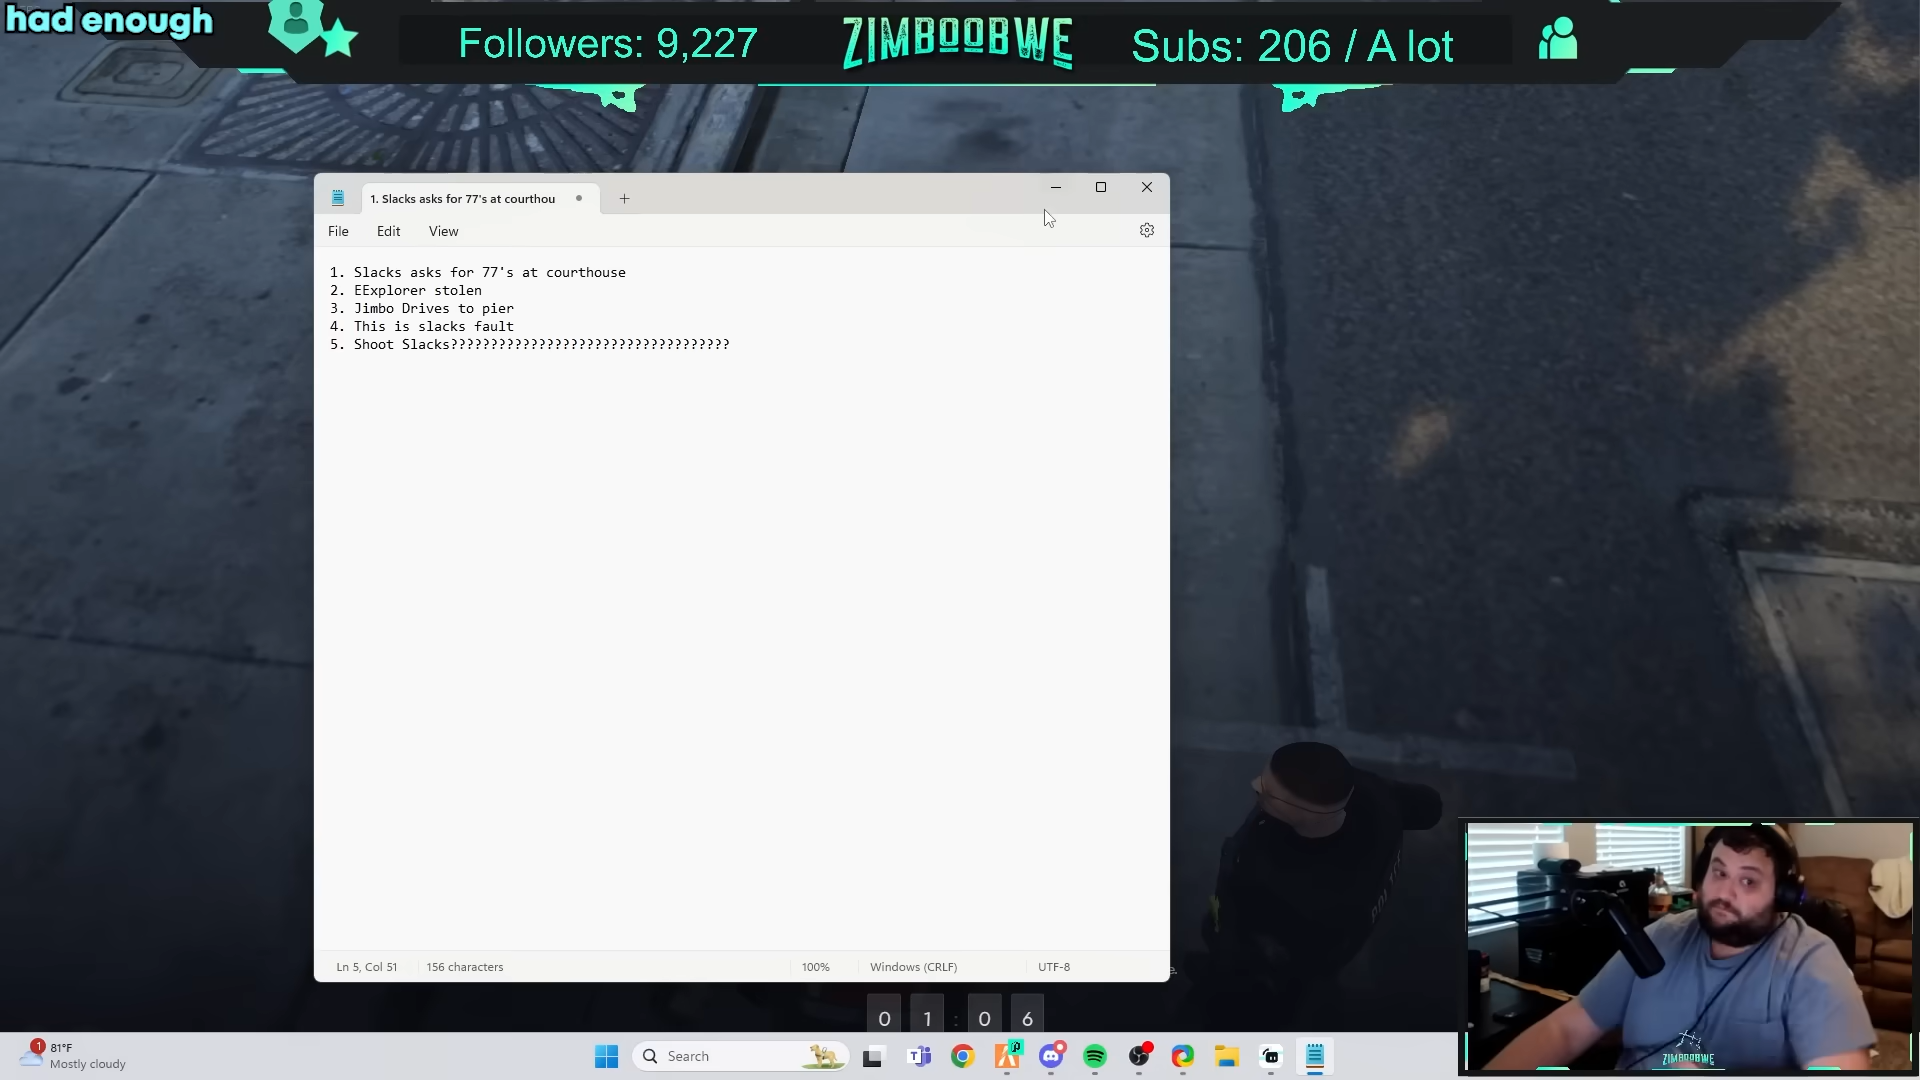 had enough
Followers: 9,227
ZIMBOOBWE
Subs: 206 / A lot
1. Slacks asks for 77's at courthou
File Edit View
1. Slacks asks for 77's at courthouse
2. EExplorer stolen
3. Jimbo Drives to pier
4. This is slacks fault
5. Shoot Slacks???????????????????????????????????
Ln 5, Col 51 156 characters 100% Windows (CRLF) UTF-8
01:06
1 81°F
Mostly cloudy
Search
ZIMBOOBWE